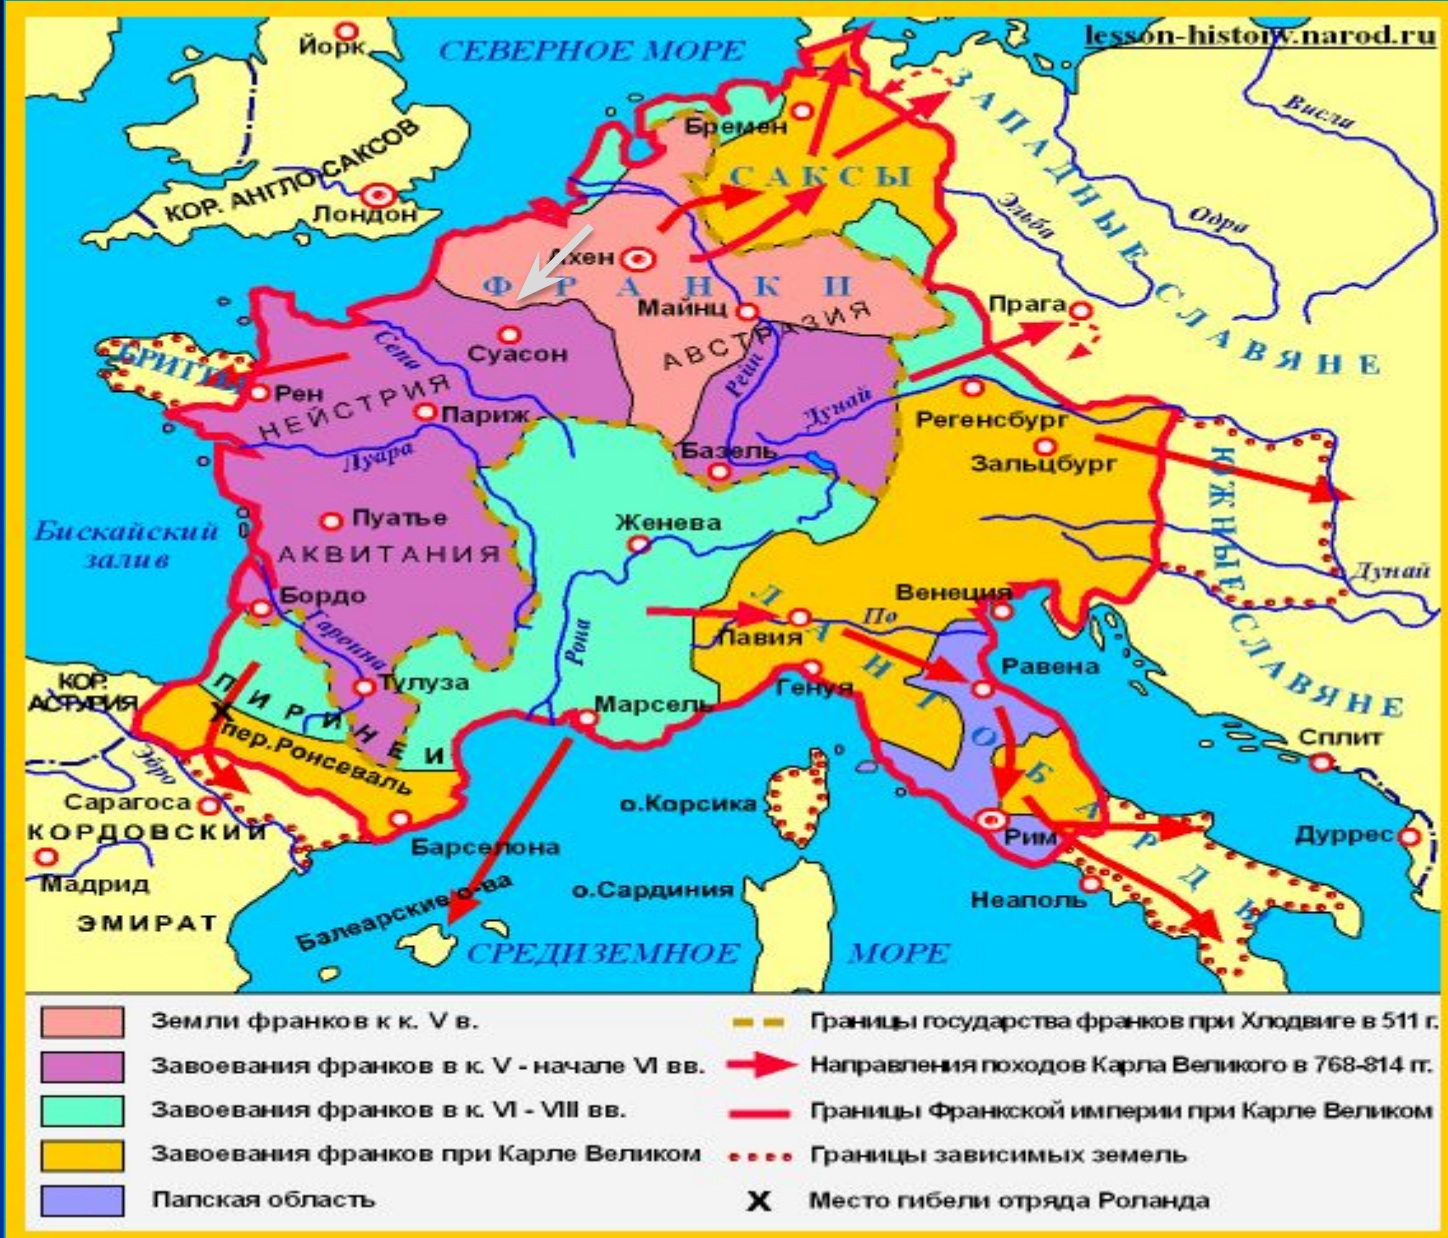 lesson-history.narod.ru
Йорк
СЕВЕРНОЕ МОРЕ
ЗАПАДНЫЕ СЛАВЯНЕ
Висла
Бремен
КОР. АНГЛО САКСОВ
САКСЫ
Лондон
Эльба
Одра
Ахен
ФРАНКИ
Майнц
Прага
АВСТРАЗИЯ
Суасон
Сена
БРИТТЫ
Рен
НЕЙСТРИЯ
Париж
Рейн
Дунай
Регенсбург
Луара
Базель
Зальцбург
ЮЖНЫЕ СЛАВЯНЕ
Пуатье
Женева
Бискайский
залив
АКВИТАНИЯ
Дунай
Бордо
Венеция
Гаронна
Рона
ЛАНГОБАРДЫ
По
Павия
Равена
Генуя
Тулуза
КОР.
АСТУРИЯ
ПИРИНЕИ
Марсель
пер.Ронсеваль
Эбро
Сплит
Сарагоса
о.Корсика
КОРДОВСКИЙ
Рим
Дуррес
Барселона
Мадрид
о.Сардиния
Неаполь
Балеарские о-ва
ЭМИРАТ
СРЕДИЗЕМНОЕ МОРЕ
Земли франков к к. V в.
Завоевания франков в к. V - начале VI вв.
Завоевания франков в к. VI - VIII вв.
Завоевания франков при Карле Великом
Папская область
Границы государства франков при Хлодвиге в 511 г.
Направления походов Карла Великого в 768-814 гг.
Границы Франкской империи при Карле Великом
Границы зависимых земель
X Место гибели отряда Роланда